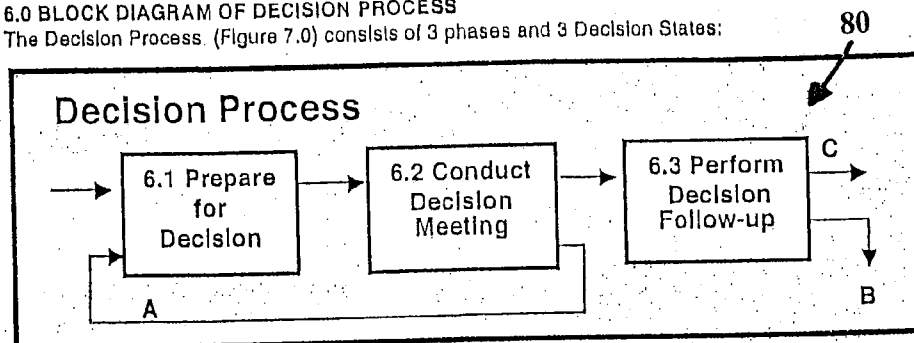 6.0 BLOCK DIAGRAM OF DECISION PROCESS
The Decision Process (Figure 7.0) consists of 3 phases and 3 Decision States:
80
Decision Process
6.1 Prepare
for
Decision
6.2 Conduct
Decision
Meeting
6.3 Perform
Decision
Follow-up
C
B
A